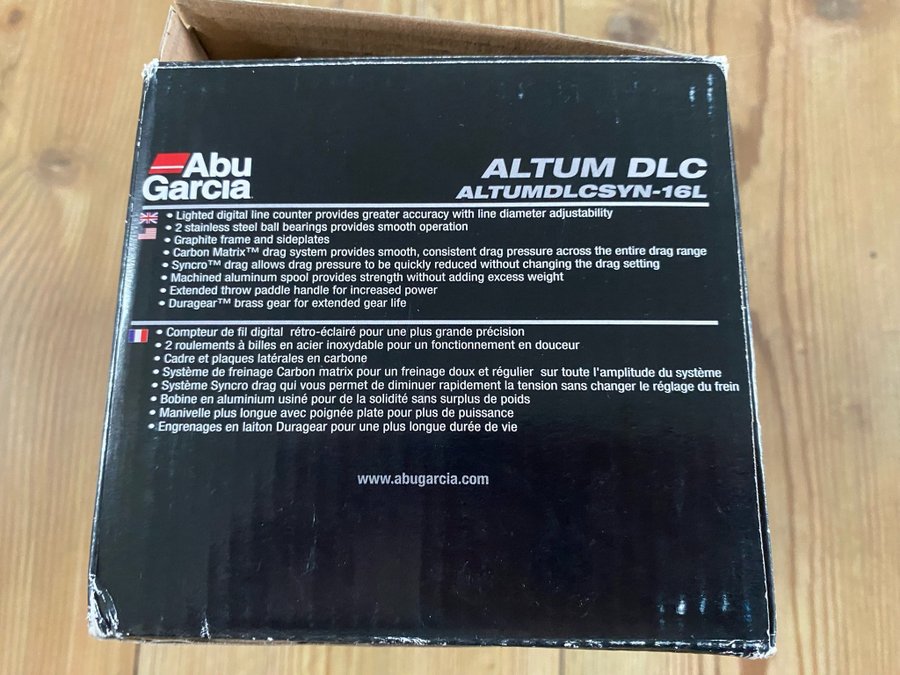 Abu
Garcia
ALTUM DLC
ALTUMDLCSYN-16L
• Lighted digital line counter provides greater accuracy with line diameter adjustability
• 2 stainless steel ball bearings provides smooth operation
• Graphite frame and sideplates
• Carbon Matrix™ drag system provides smooth, consistent drag pressure across the entire drag range
• Syncro™ drag allows drag pressure to be quickly reduced without changing the drag setting
• Machined aluminum spool provides strength without adding excess weight
• Extended throw paddle handle for increased power
• Duragear™ brass gear for extended gear life
• Compteur de fil digital rétro-éclairé pour une plus grande précision
• 2 roulements à billes en acier inoxydable pour un fonctionnement en douceur
• Cadre et plaques latérales en carbone
• Système de freinage Carbon matrix pour un freinage doux et régulier sur toute l'amplitude du système
• Système Syncro drag qui vous permet de diminuer rapidement la tension sans changer le réglage du frein
• Bobine en aluminium usiné pour de la solidité sans surplus de poids
• Manivelle plus longue avec poignée plate pour plus de puissance
• Engrenages en laiton Duragear pour une plus longue durée de vie
www.abugarcia.com